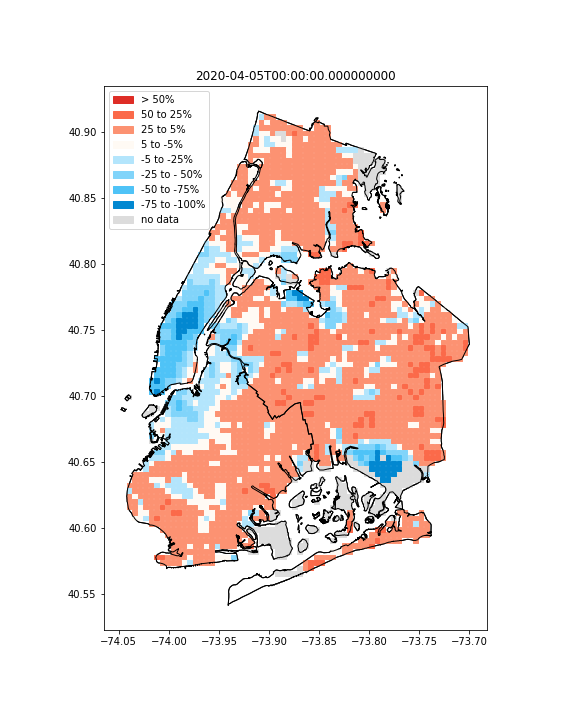 2020-04-05T00:00:00.000000000
> 50%
50 to 25%
25 to 5%
5 to -5%
-5 to -25%
-25 to - 50%
-50 to -75%
-75 to -100%
no data
40.90
40.85
40.80
40.75
40.70
40.65
40.60
40.55
−74.05 −74.00 −73.95 −73.90 −73.85 −73.80 −73.75 −73.70